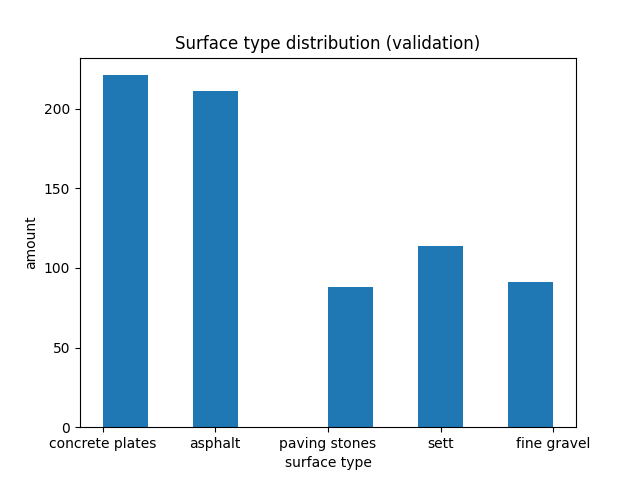 Surface type distribution (validation)
200
150
100
50
0
amount
concrete plates asphalt paving stones sett fine gravel
surface type